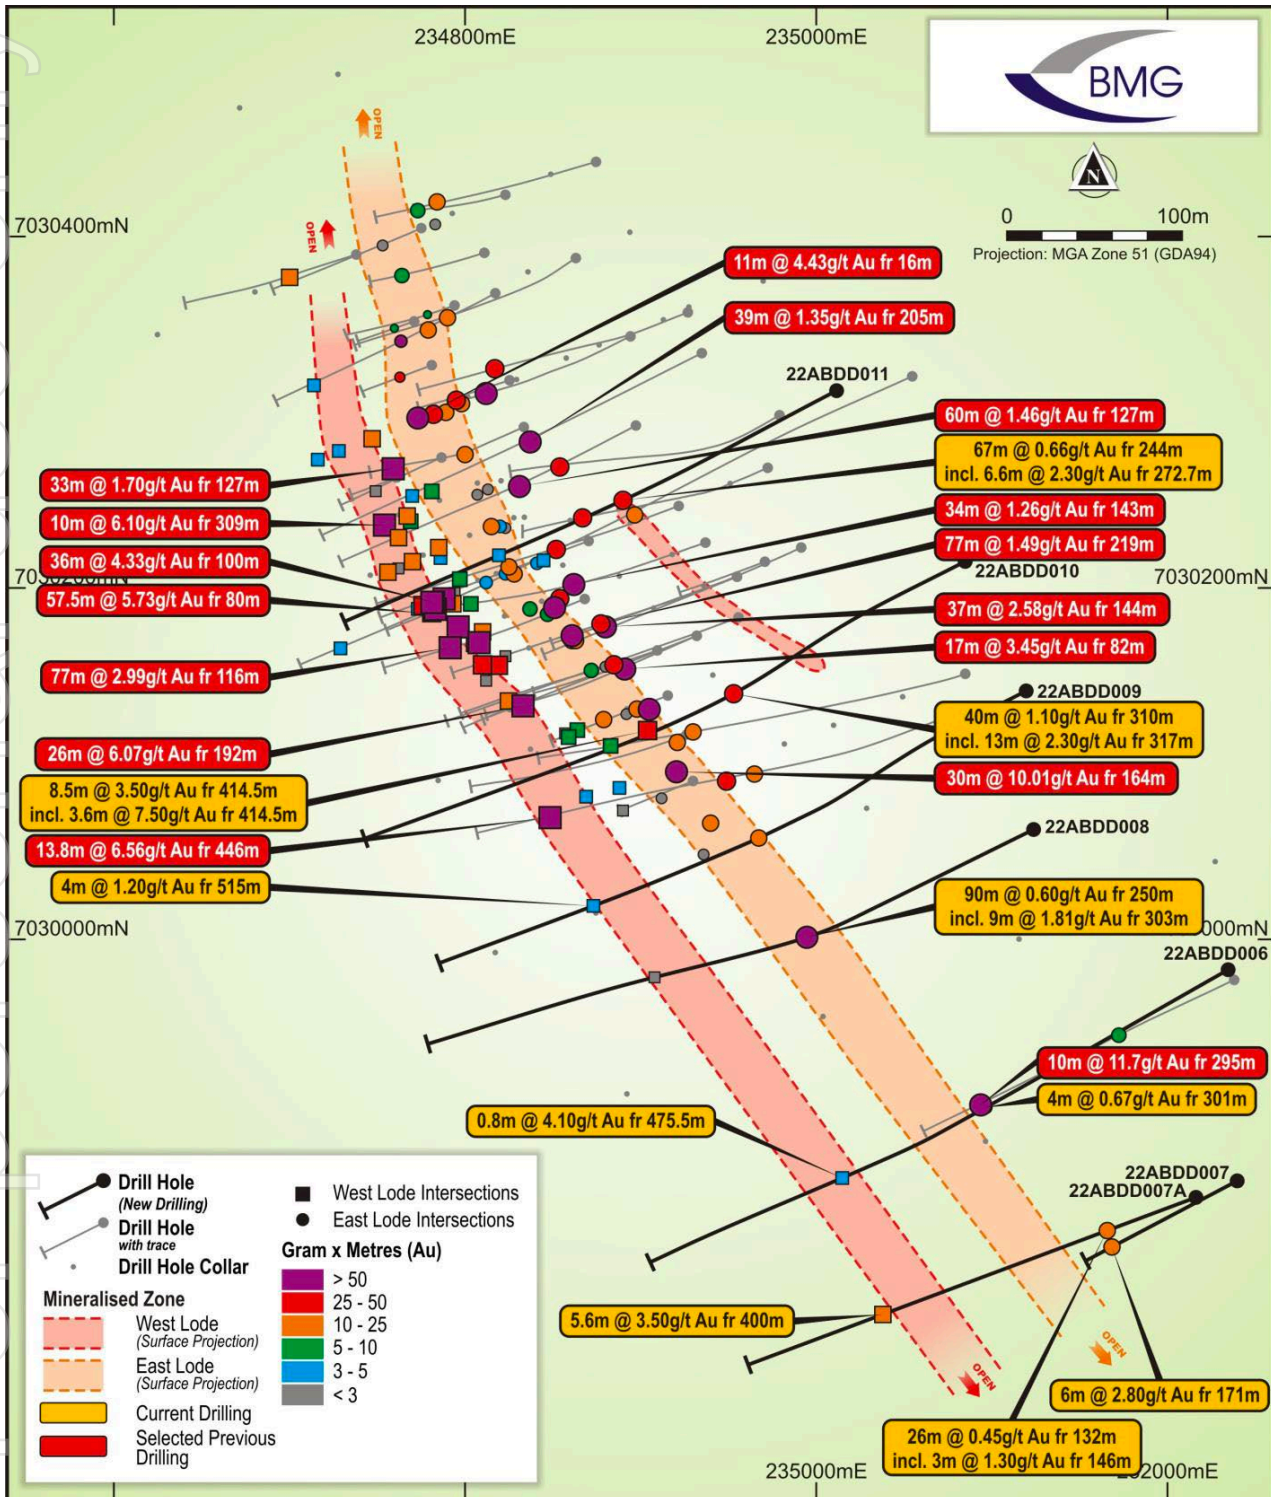 234800mE
235000mE
BMG
7030400mN
N
0
100m
Projection: MGA Zone 51 (GDA94)
OPEN
OPEN
11m @ 4.43g/t Au fr 16m
39m @ 1.35g/t Au fr 205m
22ABDD011
60m @ 1.46g/t Au fr 127m
67m @ 0.66g/t Au fr 244m
incl. 6.6m @ 2.30g/t Au fr 272.7m
33m @ 1.70g/t Au fr 127m
10m @ 6.10g/t Au fr 309m
34m @ 1.26g/t Au fr 143m
77m @ 1.49g/t Au fr 219m
36m @ 4.33g/t Au fr 100m
7030200mN
22ABDD010
7030200mN
57.5m @ 5.73g/t Au fr 80m
37m @ 2.58g/t Au fr 144m
17m @ 3.45g/t Au fr 82m
77m @ 2.99g/t Au fr 116m
22ABDD009
40m @ 1.10g/t Au fr 310m
incl. 13m @ 2.30g/t Au fr 317m
26m @ 6.07g/t Au fr 192m
30m @ 10.01g/t Au fr 164m
8.5m @ 3.50g/t Au fr 414.5m
incl. 3.6m @ 7.50g/t Au fr 414.5m
22ABDD008
13.8m @ 6.56g/t Au fr 446m
4m @ 1.20g/t Au fr 515m
90m @ 0.60g/t Au fr 250m
incl. 9m @ 1.81g/t Au fr 303m
7030000mN
000mN
22ABDD006
10m @ 11.7g/t Au fr 295m
4m @ 0.67g/t Au fr 301m
0.8m @ 4.10g/t Au fr 475.5m
22ABDD007
22ABDD007A
5.6m @ 3.50g/t Au fr 400m
OPEN
OPEN
6m @ 2.80g/t Au fr 171m
26m @ 0.45g/t Au fr 132m
incl. 3m @ 1.30g/t Au fr 146m
235000mE
2000mE
Drill Hole
(New Drilling)
Drill Hole
with trace
Drill Hole Collar
Mineralised Zone
West Lode
(Surface Projection)
East Lode
(Surface Projection)
Current Drilling
Selected Previous
Drilling
West Lode Intersections
East Lode Intersections
Gram x Metres (Au)
> 50
25 - 50
10 - 25
5 - 10
3 - 5
< 3